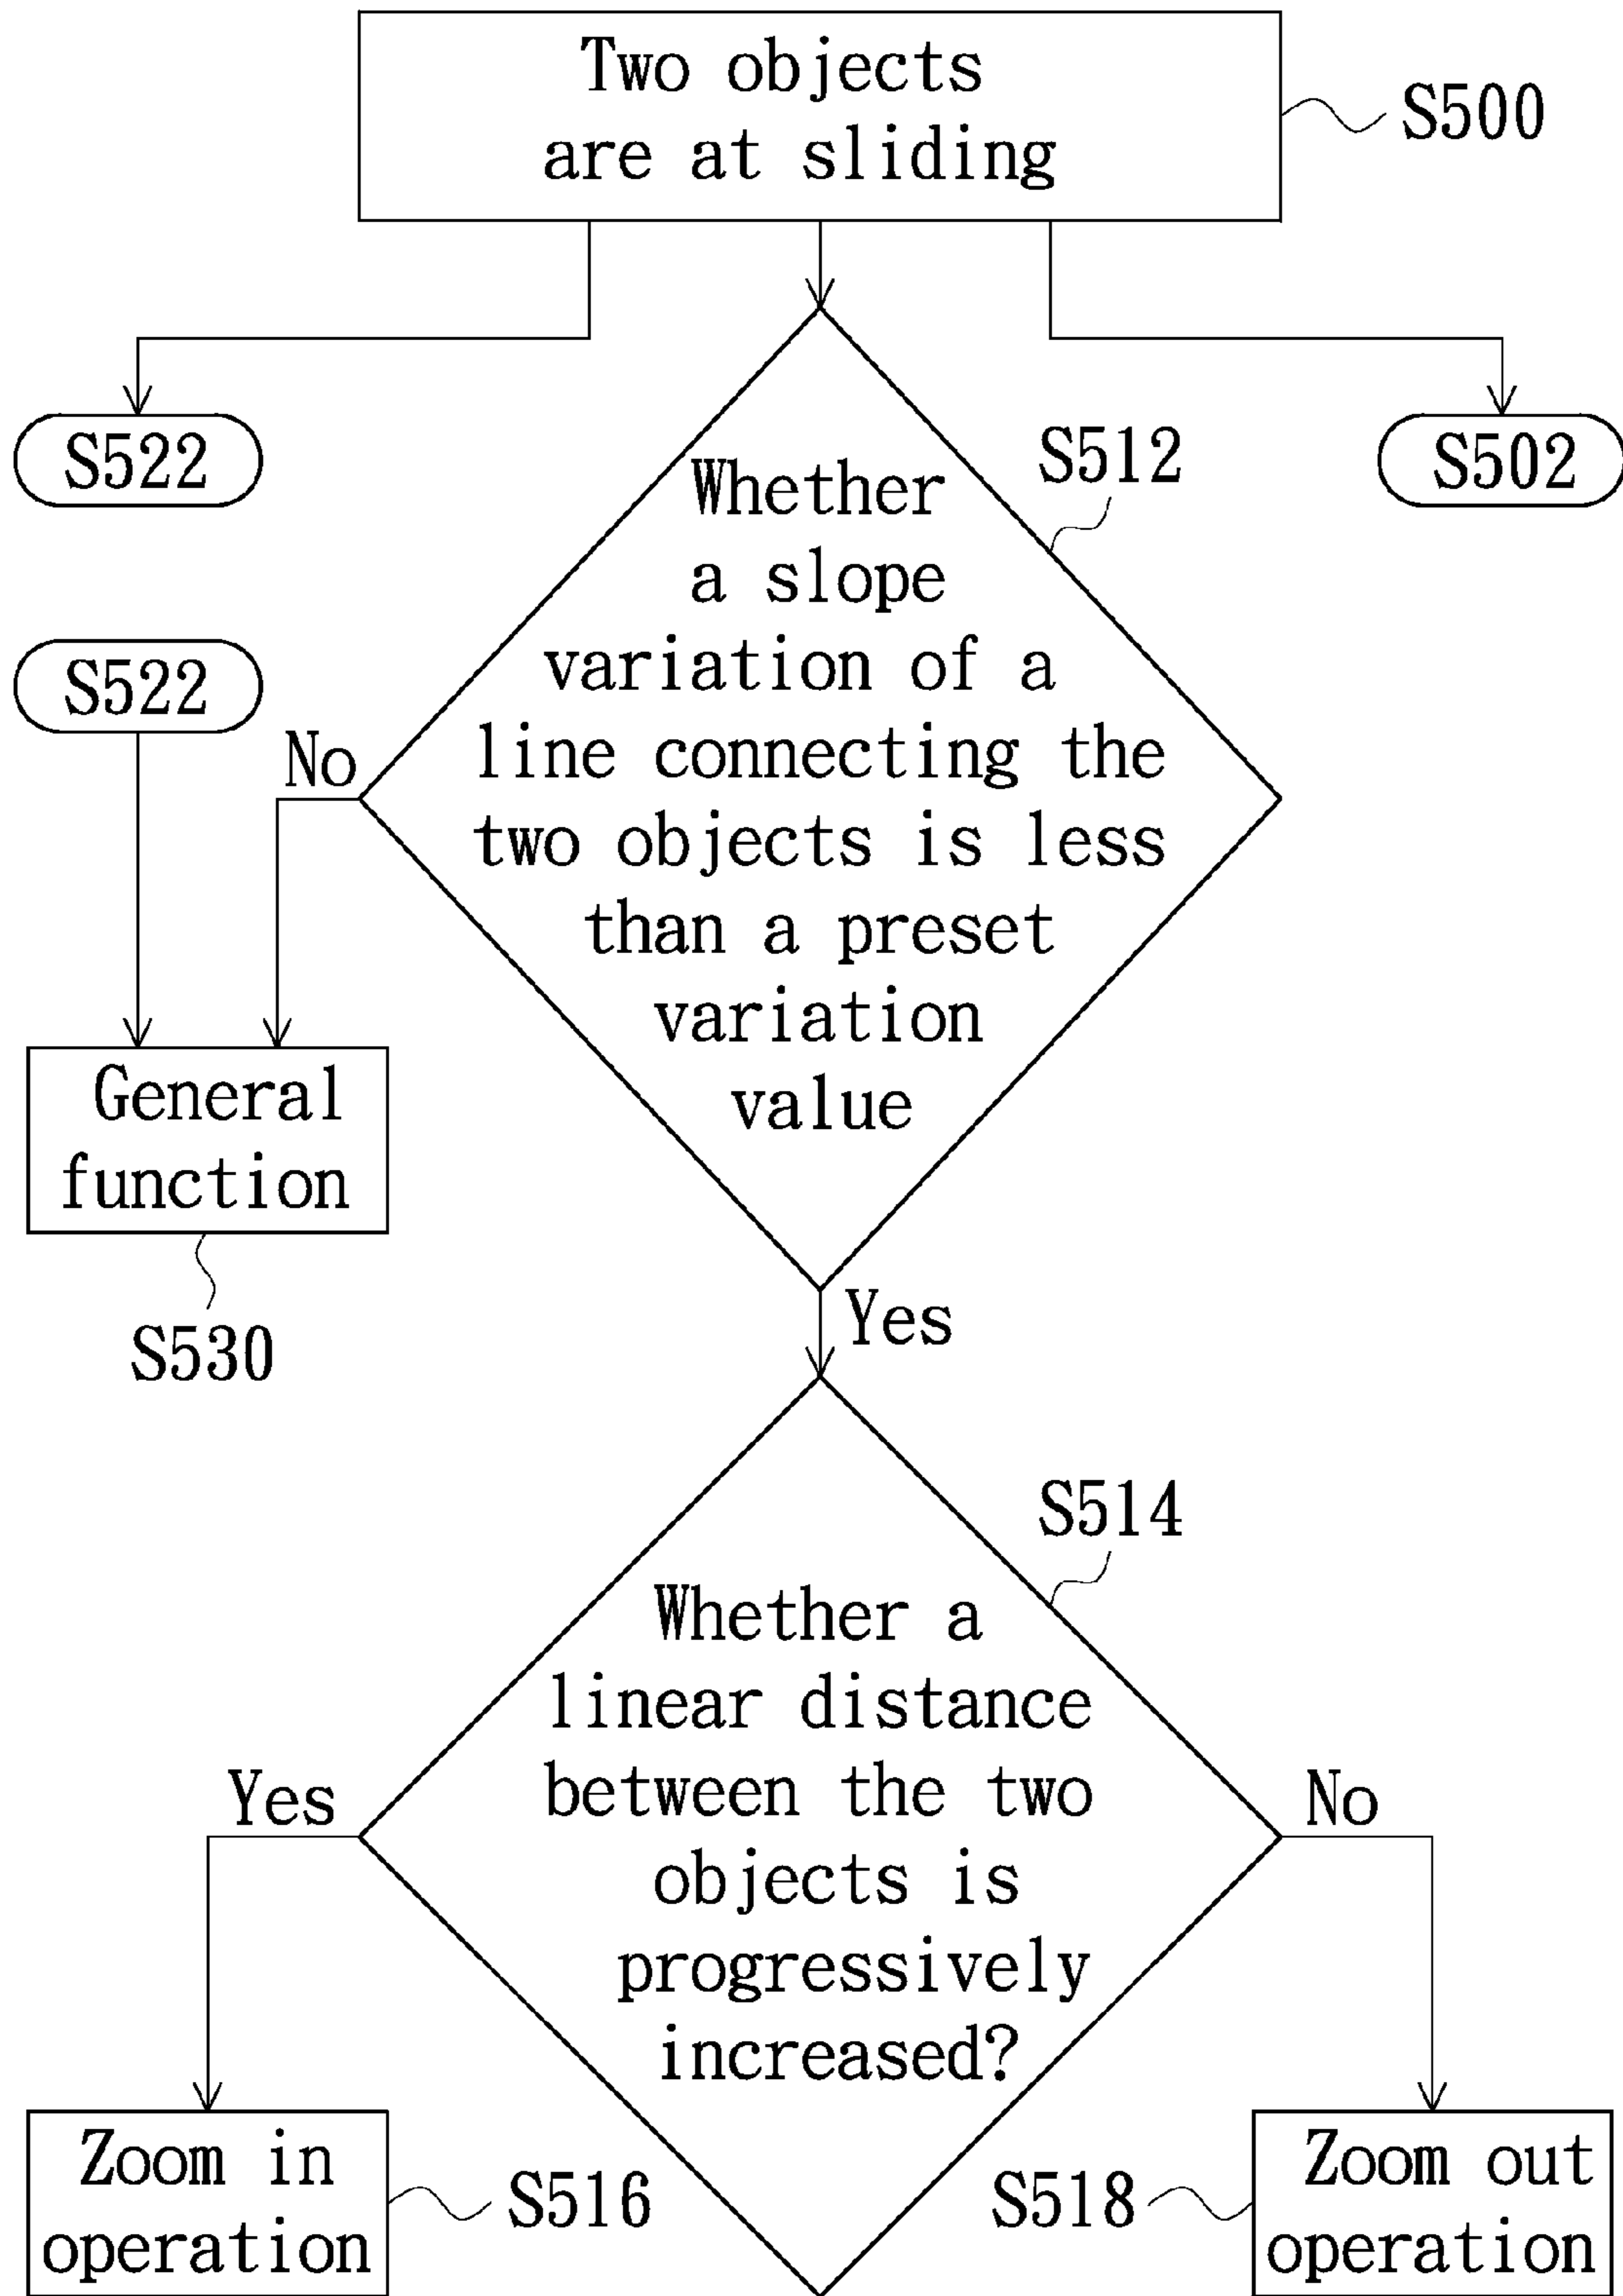 Two objects
are at sliding
S500
S522
S512
S502
Whether
a slope
variation of a
line connecting the
two objects is less
than a preset
variation
value
S522
No
General
function
S530
Yes
S514
Whether a
linear distance
between the two
objects is
progressively
increased?
Yes
No
Zoom in
operation
S516
S518
Zoom out
operation